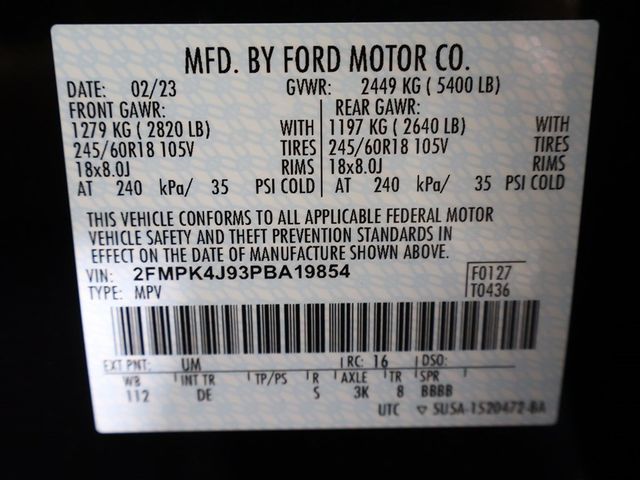 MFD. BY FORD MOTOR CO.
DATE: 02/23 GVWR: 2449 KG ( 5400 LB)
FRONT GAWR: REAR GAWR:
1279 KG ( 2820 LB) WITH 1197 KG ( 2640 LB) WITH
245/60R18 105V TIRES 245/60R18 105V TIRES
18x8.0J RIMS 18x8.0J RIMS
AT 240 kPa/ 35 PSI COLD AT 240 kPa/ 35 PSI COLD
THIS VEHICLE CONFORMS TO ALL APPLICABLE FEDERAL MOTOR
VEHICLE SAFETY AND THEFT PREVENTION STANDARDS IN
EFFECT ON THE DATE OF MANUFACTURE SHOWN ABOVE.
VIN: 2FMPK4J93PBA19854 F0127
TYPE: MPV T0436
EXT PNT: UM RC: 16 DSO:
WB INT TR TP/PS R AXLE TR SPR
112 DE S 3K 8 BBBB
UTC ▽ SUSA-1520472-BA